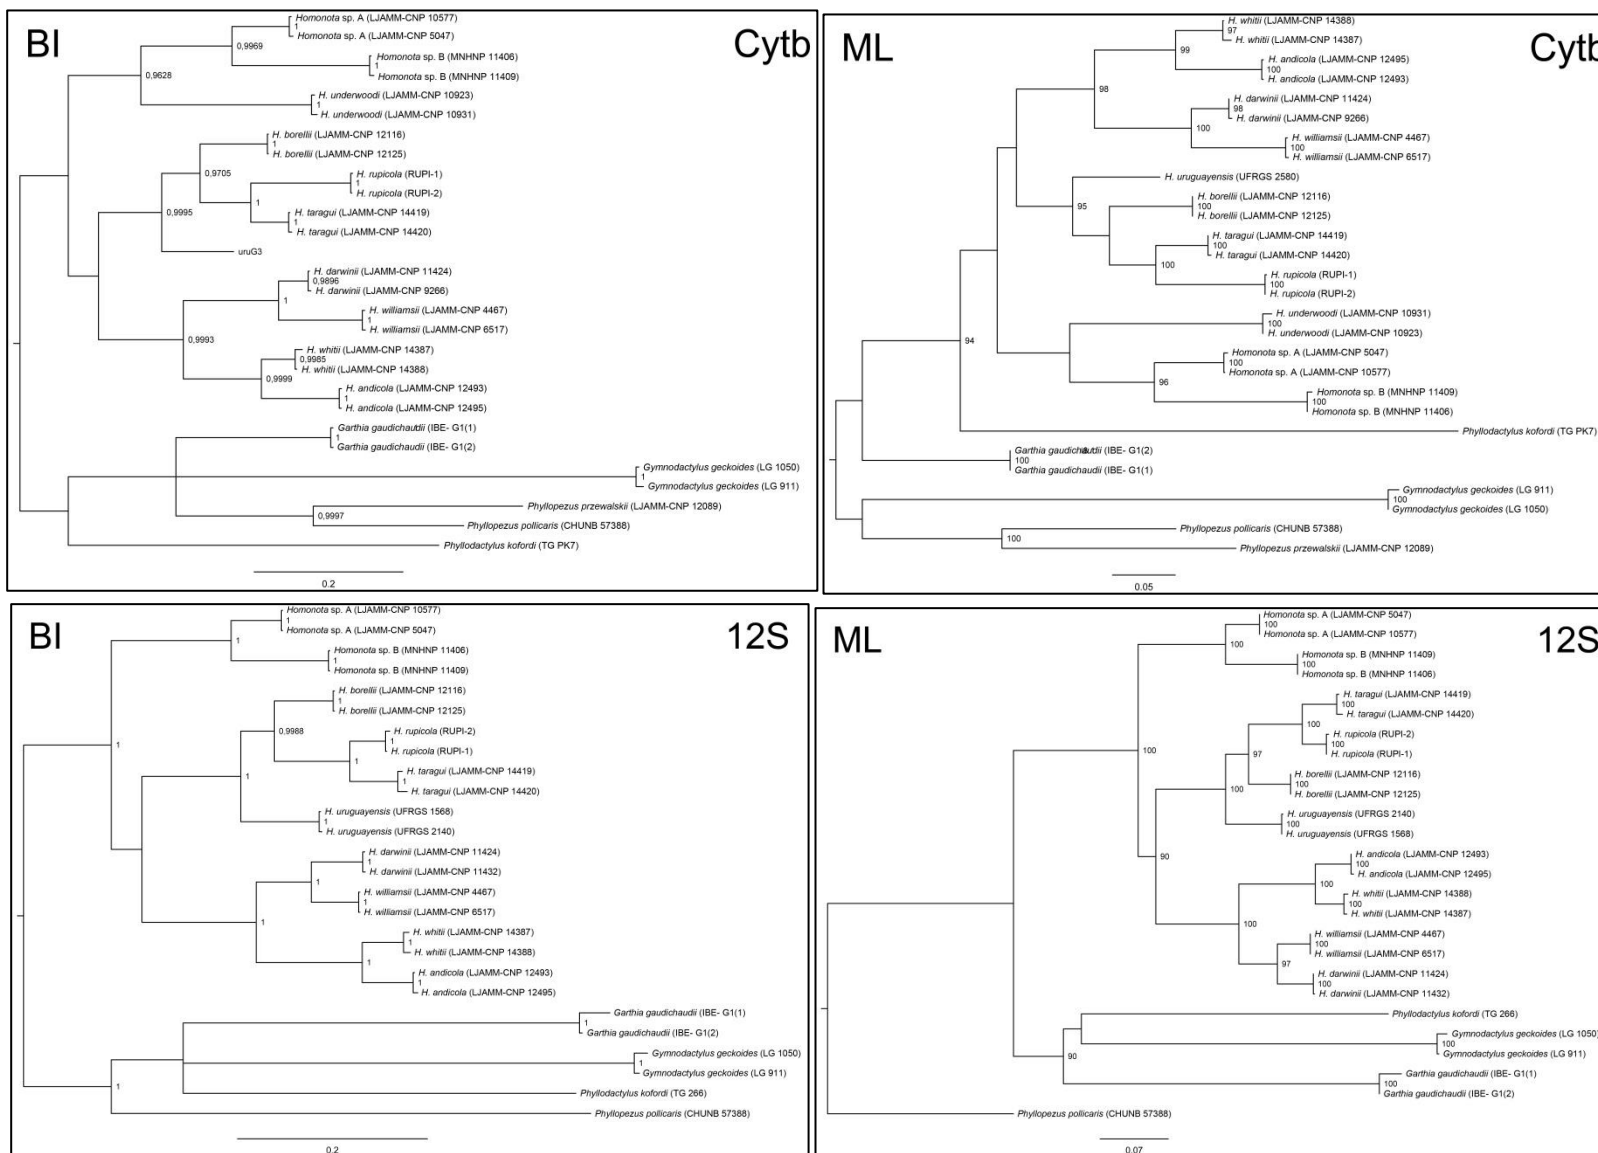 BI
Cytb
Homonota sp. A (LJAMM-CNP 10577)
1
Homonota sp. A (LJAMM-CNP 5047)
0,9969
Homonota sp. B (MNHNP 11406)
1
Homonota sp. B (MNHNP 11409)
0,9628
H. underwoodi (LJAMM-CNP 10923)
1
H. underwoodi (LJAMM-CNP 10931)
H. borellii (LJAMM-CNP 12116)
1
H. borellii (LJAMM-CNP 12125)
0,9705
H. rupicola (RUPI-1)
1
H. rupicola (RUPI-2)
1
H. taragui (LJAMM-CNP 14419)
0,9995
1
H. taragui (LJAMM-CNP 14420)
uruG3
H. darwinii (LJAMM-CNP 11424)
0,9896
H. darwinii (LJAMM-CNP 9266)
1
H. williamsii (LJAMM-CNP 4467)
1
H. williamsii (LJAMM-CNP 6517)
0,9993
H. whitii (LJAMM-CNP 14387)
0,9985
H. whitii (LJAMM-CNP 14388)
0,9999
H. andicola (LJAMM-CNP 12493)
1
H. andicola (LJAMM-CNP 12495)
Garthia gaudichaudii (IBE- G1(1)
1
Garthia gaudichaudii (IBE- G1(2)
Gymnodactylus geckoides (LG 1050)
1
Gymnodactylus geckoides (LG 911)
Phyllopezus przewalskii (LJAMM-CNP 12089)
0,9997
Phyllopezus pollicaris (CHUNB 57388)
Phyllodactylus kofordi (TG PK7)
0.2
ML
Cytb
H. whitii (LJAMM-CNP 14388)
97
H. whitii (LJAMM-CNP 14387)
99
H. andicola (LJAMM-CNP 12495)
100
H. andicola (LJAMM-CNP 12493)
98
H. darwinii (LJAMM-CNP 11424)
98
H. darwinii (LJAMM-CNP 9266)
100
H. williamsii (LJAMM-CNP 4467)
100
H. williamsii (LJAMM-CNP 6517)
H. uruguayensis (UFRGS 2580)
H. borellii (LJAMM-CNP 12116)
95
100
H. borellii (LJAMM-CNP 12125)
H. taragui (LJAMM-CNP 14419)
100
H. taragui (LJAMM-CNP 14420)
100
H. rupicola (RUPI-1)
100
H. rupicola (RUPI-2)
H. underwoodi (LJAMM-CNP 10931)
100
H. underwoodi (LJAMM-CNP 10923)
94
Homonota sp. A (LJAMM-CNP 5047)
100
Homonota sp. A (LJAMM-CNP 10577)
96
Homonota sp. B (MNHNP 11409)
100
Homonota sp. B (MNHNP 11406)
Phyllodactylus kofordi (TG PK7)
Garthia gaudichaudii (IBE- G1(2)
100
Garthia gaudichaudii (IBE- G1(1)
Gymnodactylus geckoides (LG 911)
100
Gymnodactylus geckoides (LG 1050)
Phyllopezus pollicaris (CHUNB 57388)
100
Phyllopezus przewalskii (LJAMM-CNP 12089)
0.05
BI
12S
Homonota sp. A (LJAMM-CNP 10577)
1
Homonota sp. A (LJAMM-CNP 5047)
1
Homonota sp. B (MNHNP 11406)
1
Homonota sp. B (MNHNP 11409)
H. borellii (LJAMM-CNP 12116)
1
H. borellii (LJAMM-CNP 12125)
0,9988
H. rupicola (RUPI-2)
1
H. rupicola (RUPI-1)
1
1
H. taragui (LJAMM-CNP 14419)
1
1
H. taragui (LJAMM-CNP 14420)
H. uruguayensis (UFRGS 1568)
1
H. uruguayensis (UFRGS 2140)
H. darwinii (LJAMM-CNP 11424)
1
H. darwinii (LJAMM-CNP 11432)
1
H. williamsii (LJAMM-CNP 4467)
1
H. williamsii (LJAMM-CNP 6517)
1
H. whitii (LJAMM-CNP 14387)
1
H. whitii (LJAMM-CNP 14388)
1
H. andicola (LJAMM-CNP 12493)
1
H. andicola (LJAMM-CNP 12495)
Garthia gaudichaudii (IBE- G1(1)
1
Garthia gaudichaudii (IBE- G1(2)
Gymnodactylus geckoides (LG 1050)
1
Gymnodactylus geckoides (LG 911)
1
Phyllodactylus kofordi (TG 266)
Phyllopezus pollicaris (CHUNB 57388)
0.2
ML
12S
Homonota sp. A (LJAMM-CNP 5047)
100
Homonota sp. A (LJAMM-CNP 10577)
100
Homonota sp. B (MNHNP 11409)
100
Homonota sp. B (MNHNP 11406)
H. taragui (LJAMM-CNP 14419)
100
H. taragui (LJAMM-CNP 14420)
100
H. rupicola (RUPI-2)
100
H. rupicola (RUPI-1)
100
97
H. borellii (LJAMM-CNP 12116)
100
100
H. borellii (LJAMM-CNP 12125)
H. uruguayensis (UFRGS 2140)
100
H. uruguayensis (UFRGS 1568)
90
H. andicola (LJAMM-CNP 12493)
100
H. andicola (LJAMM-CNP 12495)
100
H. whitii (LJAMM-CNP 14388)
100
H. whitii (LJAMM-CNP 14387)
100
H. williamsii (LJAMM-CNP 4467)
100
H. williamsii (LJAMM-CNP 6517)
97
H. darwinii (LJAMM-CNP 11424)
100
H. darwinii (LJAMM-CNP 11432)
Phyllodactylus kofordi (TG 266)
Gymnodactylus geckoides (LG 1050)
100
Gymnodactylus geckoides (LG 911)
90
Garthia gaudichaudii (IBE- G1(1)
100
Garthia gaudichaudii (IBE- G1(2)
Phyllopezus pollicaris (CHUNB 57388)
0.07